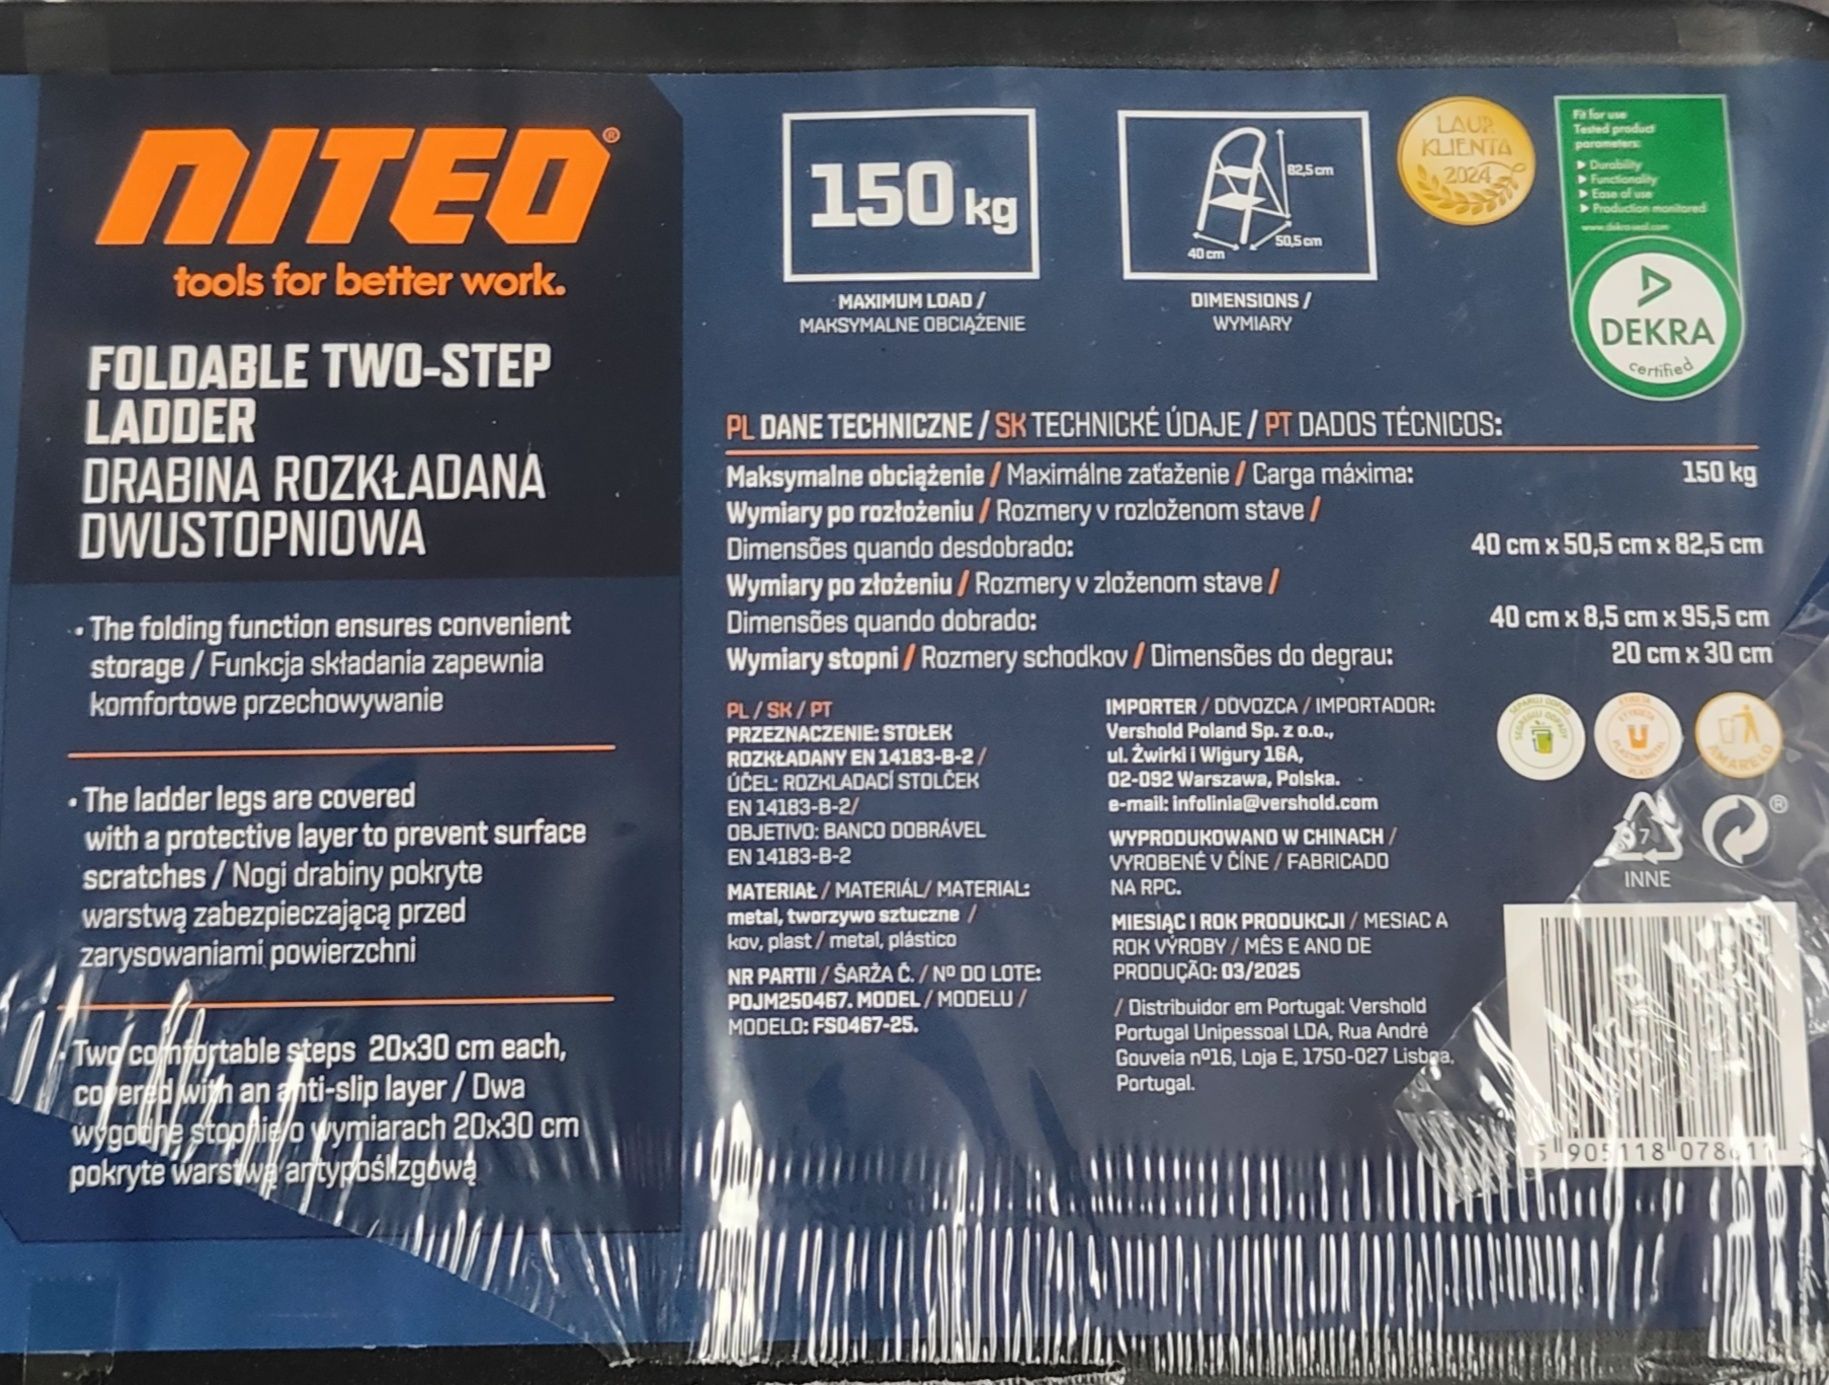 NITEO®
tools for better work.
FOLDABLE TWO-STEP
LADDER
DRABINA ROZKŁADANA
DWUSTOPNIOWA
• The folding function ensures convenient
storage / Funkcja składania zapewnia
komfortowe przechowywanie
• The ladder legs are covered
with a protective layer to prevent surface
scratches / Nogi drabiny pokryte
warstwą zabezpieczającą przed
zarysowaniami powierzchni
• Two comfortable steps 20x30 cm each,
covered with an anti-slip layer / Dwa
wygodne stopnie o wymiarach 20x30 cm
pokryte warstwą antypoślizgową
150 kg
MAXIMUM LOAD /
MAKSYMALNE OBCIĄŻENIE
82,5 cm
50,5 cm
40 cm
DIMENSIONS /
WYMIARY
LAUR
KLIENTA
2024
Fit for use
Tested product
parameters:
Durability
Functionality
Ease of use
Production monitored
www.dekra-seal.com
DEKRA
certified
PL DANE TECHNICZNE / SK TECHNICKÉ ÚDAJE / PT DADOS TÉCNICOS:
Maksymalne obciążenie / Maximálne zaťaženie / Carga máxima: 150 kg
Wymiary po rozłożeniu / Rozmery v rozloženom stave /
Dimensões quando desdobrado: 40 cm x 50,5 cm x 82,5 cm
Wymiary po złożeniu / Rozmery v zloženom stave /
Dimensões quando dobrado: 40 cm x 8,5 cm x 95,5 cm
Wymiary stopni / Rozmery schodkov / Dimensões do degrau: 20 cm x 30 cm
PL / SK / PT
PRZEZNACZENIE: STOŁEK
ROZKŁADANY EN 14183-B-2 /
ÚČEL: ROZKLADACÍ STOLČEK
EN 14183-B-2/
OBJETIVO: BANCO DOBRÁVEL
EN 14183-B-2
MATERIAŁ / MATERIÁL/ MATERIAL:
metal, tworzywo sztuczne /
kov, plast / metal, plástico
NR PARTII / ŠARŽA Č. / Nº DO LOTE:
POJM250467. MODEL / MODELU /
MODELO: FS0467-25.
IMPORTER / DOVOZCA / IMPORTADOR:
Vershold Poland Sp. z o.o.,
ul. Żwirki i Wigury 16A,
02-092 Warszawa, Polska.
e-mail: infolinia@vershold.com
WYPRODUKOWANO W CHINACH /
VYROBENÉ V ČÍNE / FABRICADO
NA RPC.
MIESIĄC I ROK PRODUKCJI / MESIAC A
ROK VÝROBY / MÊS E ANO DE
PRODUÇÃO: 03/2025
/ Distribuidor em Portugal: Vershold
Portugal Unipessoal LDA, Rua André
Gouveia nº16, Loja E, 1750-027 Lisboa,
Portugal.
AMARELO
7
®
INNE
5 905118 078